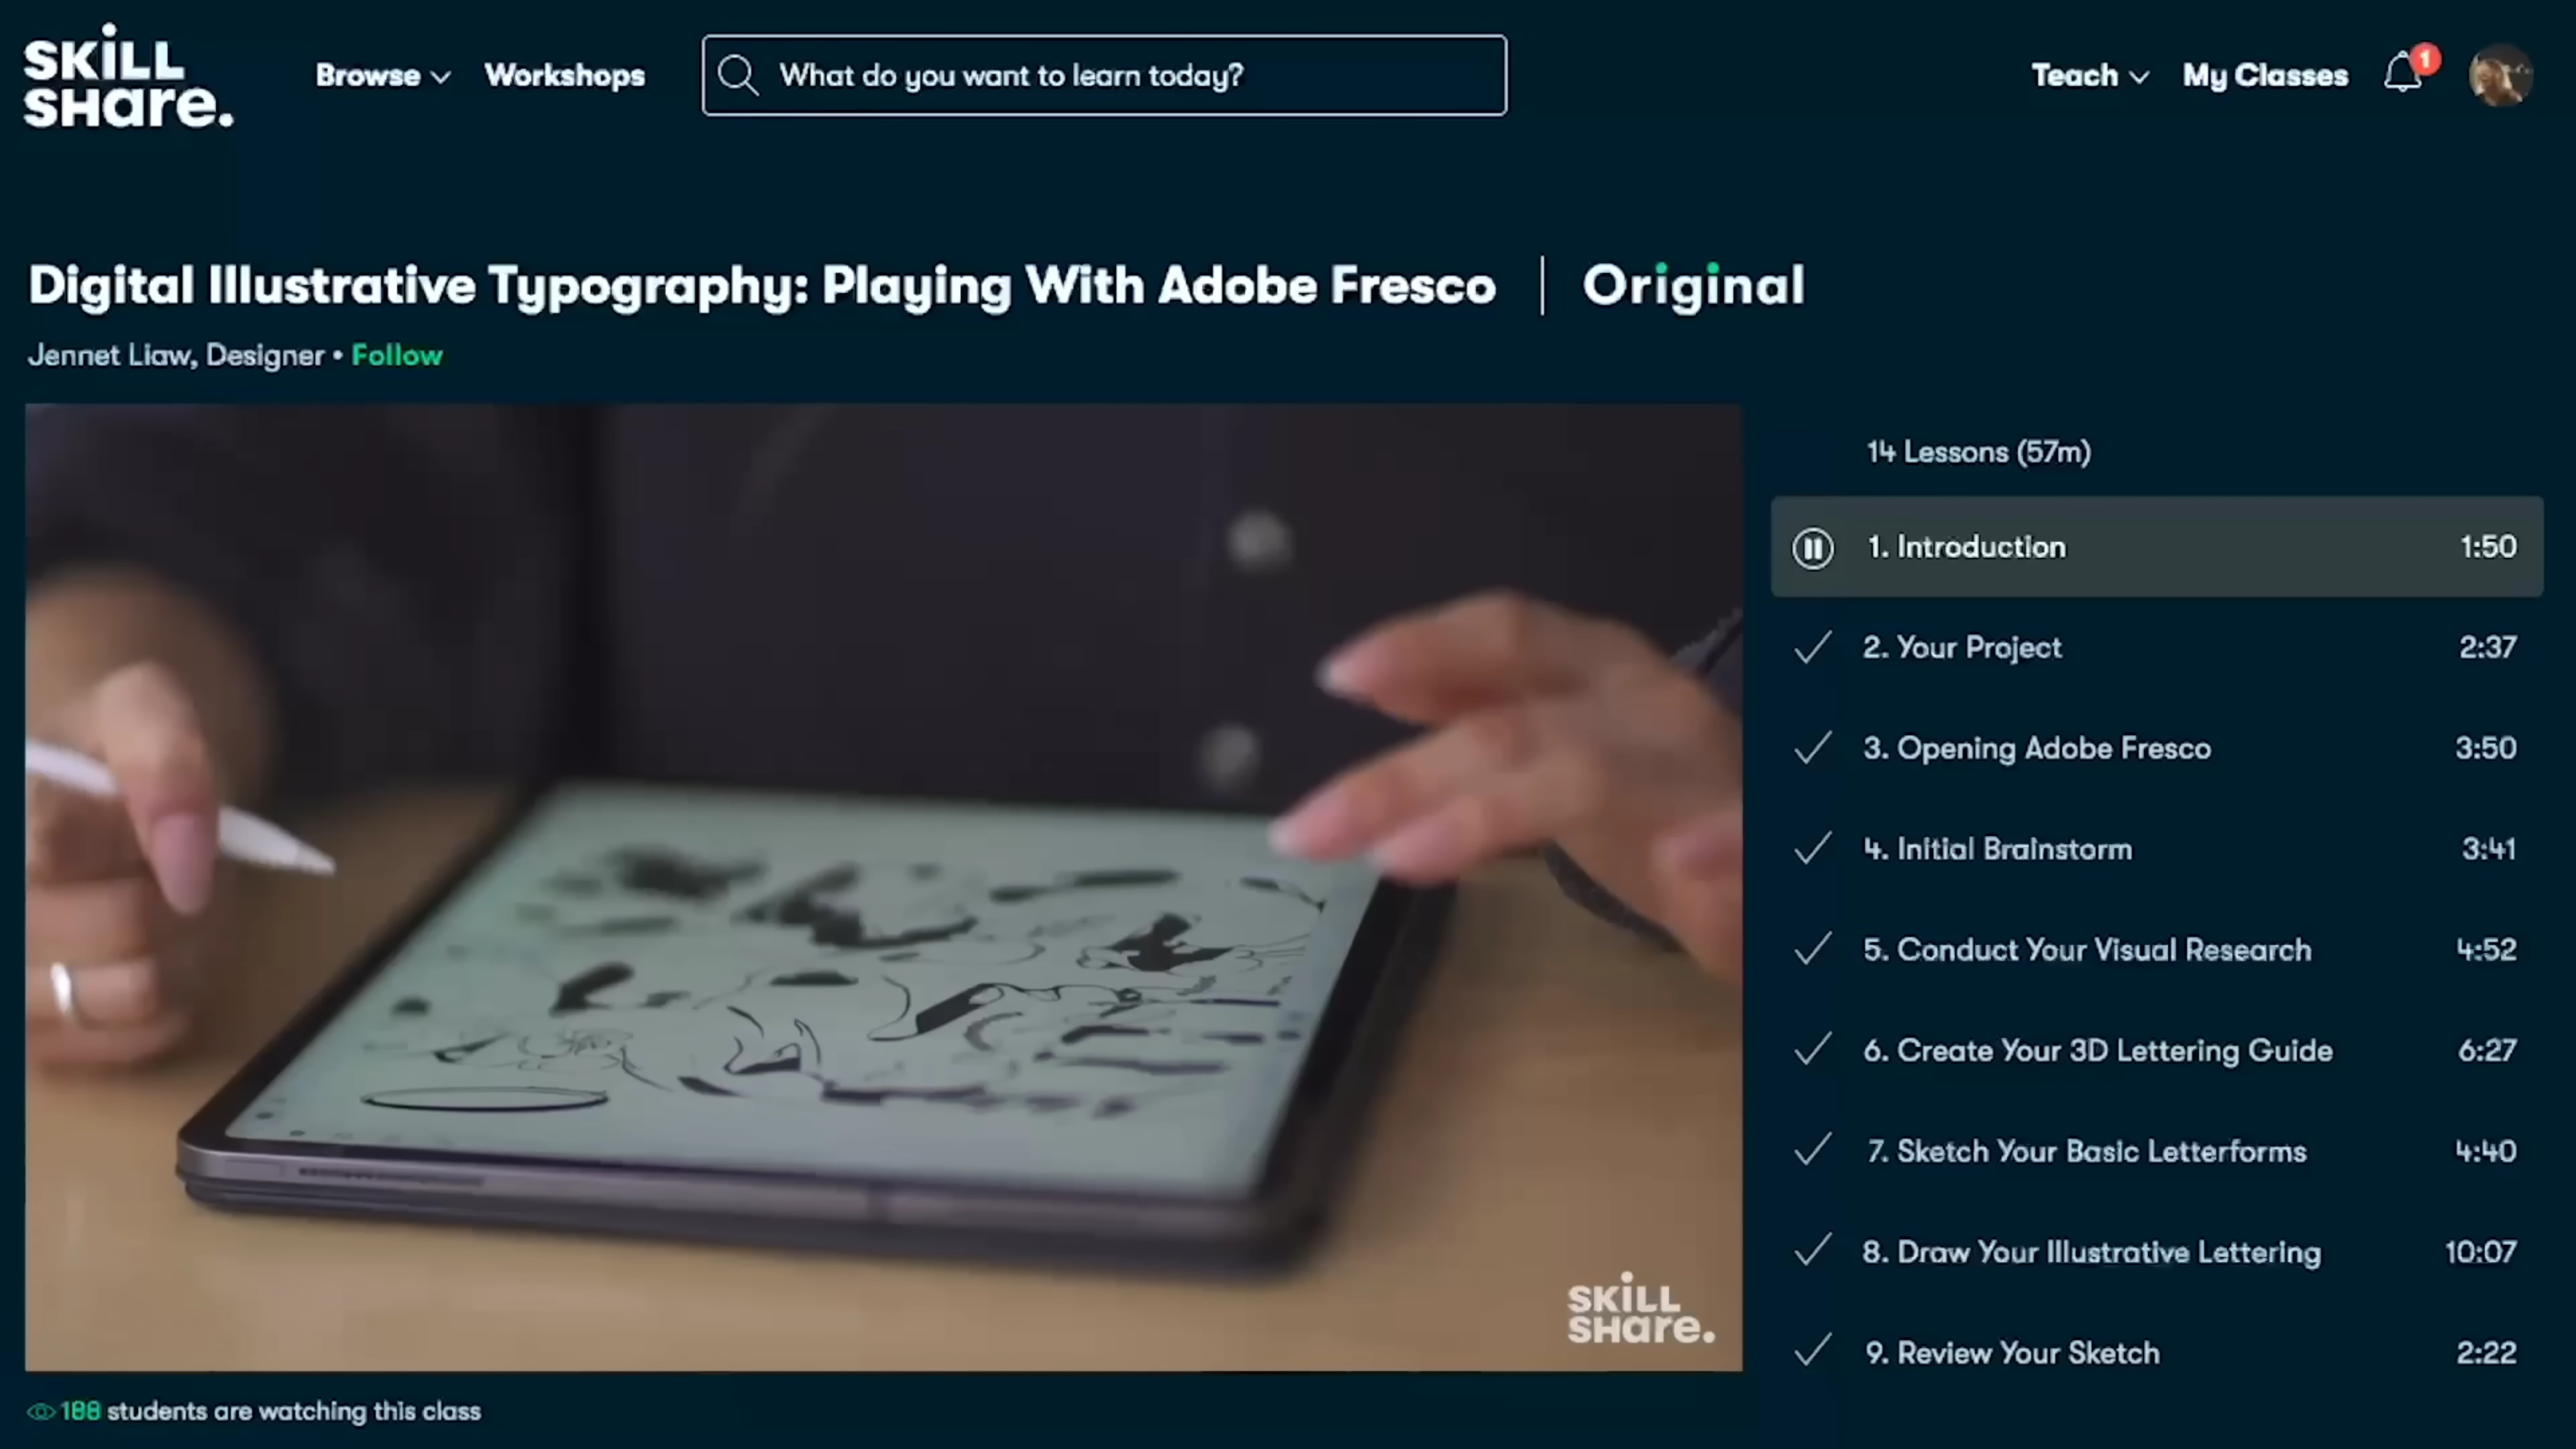 SKILL
SHare.
Browse
Workshops
What do you want to learn today?
Teach
My Classes
1
Digital Illustrative Typography: Playing With Adobe Fresco | Original
Jennet Liaw, Designer • Follow
14 Lessons (57m)
1. Introduction 1:50
2. Your Project 2:37
3. Opening Adobe Fresco 3:50
4. Initial Brainstorm 3:41
5. Conduct Your Visual Research 4:52
6. Create Your 3D Lettering Guide 6:27
7. Sketch Your Basic Letterforms 4:40
8. Draw Your Illustrative Lettering 10:07
9. Review Your Sketch 2:22
SKILL
SHare.
188 students are watching this class